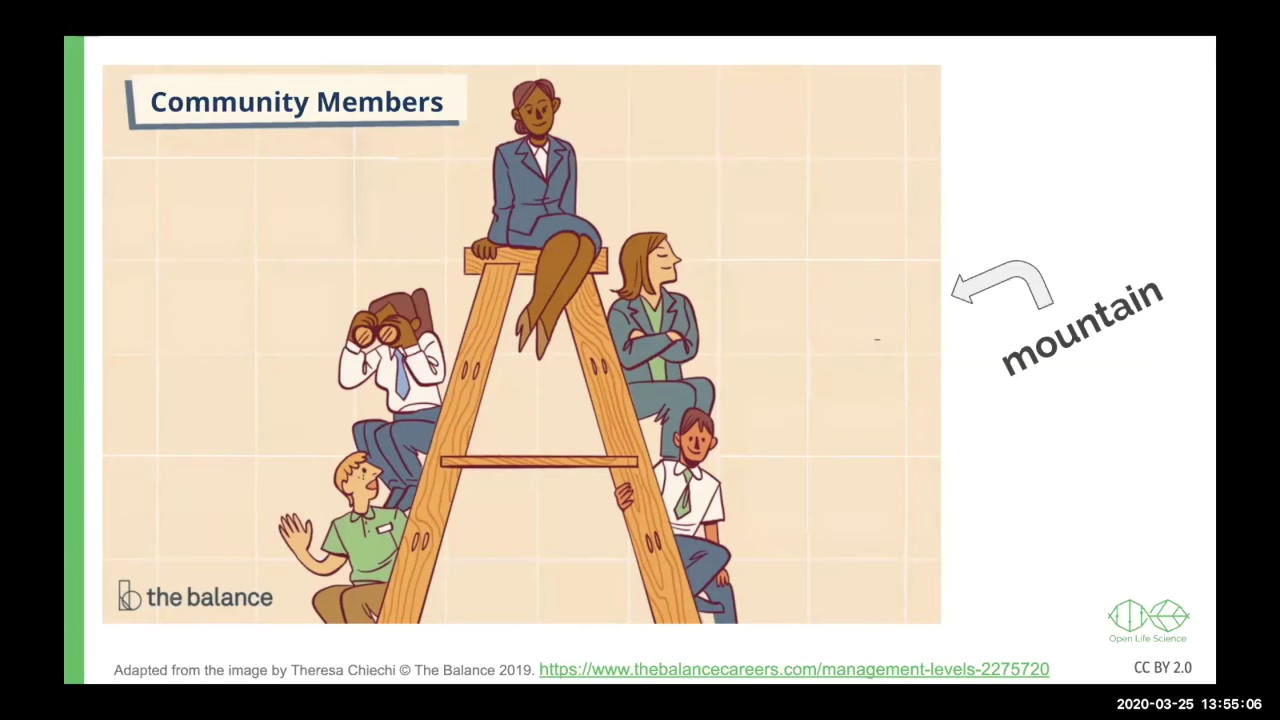 Community Members
mountain
the balance
Open Life Science
Adapted from the image by Theresa Chiechi © The Balance 2019. https://www.thebalancecareers.com/management-levels-2275720
CC BY 2.0
2020-03-25 13:55:06